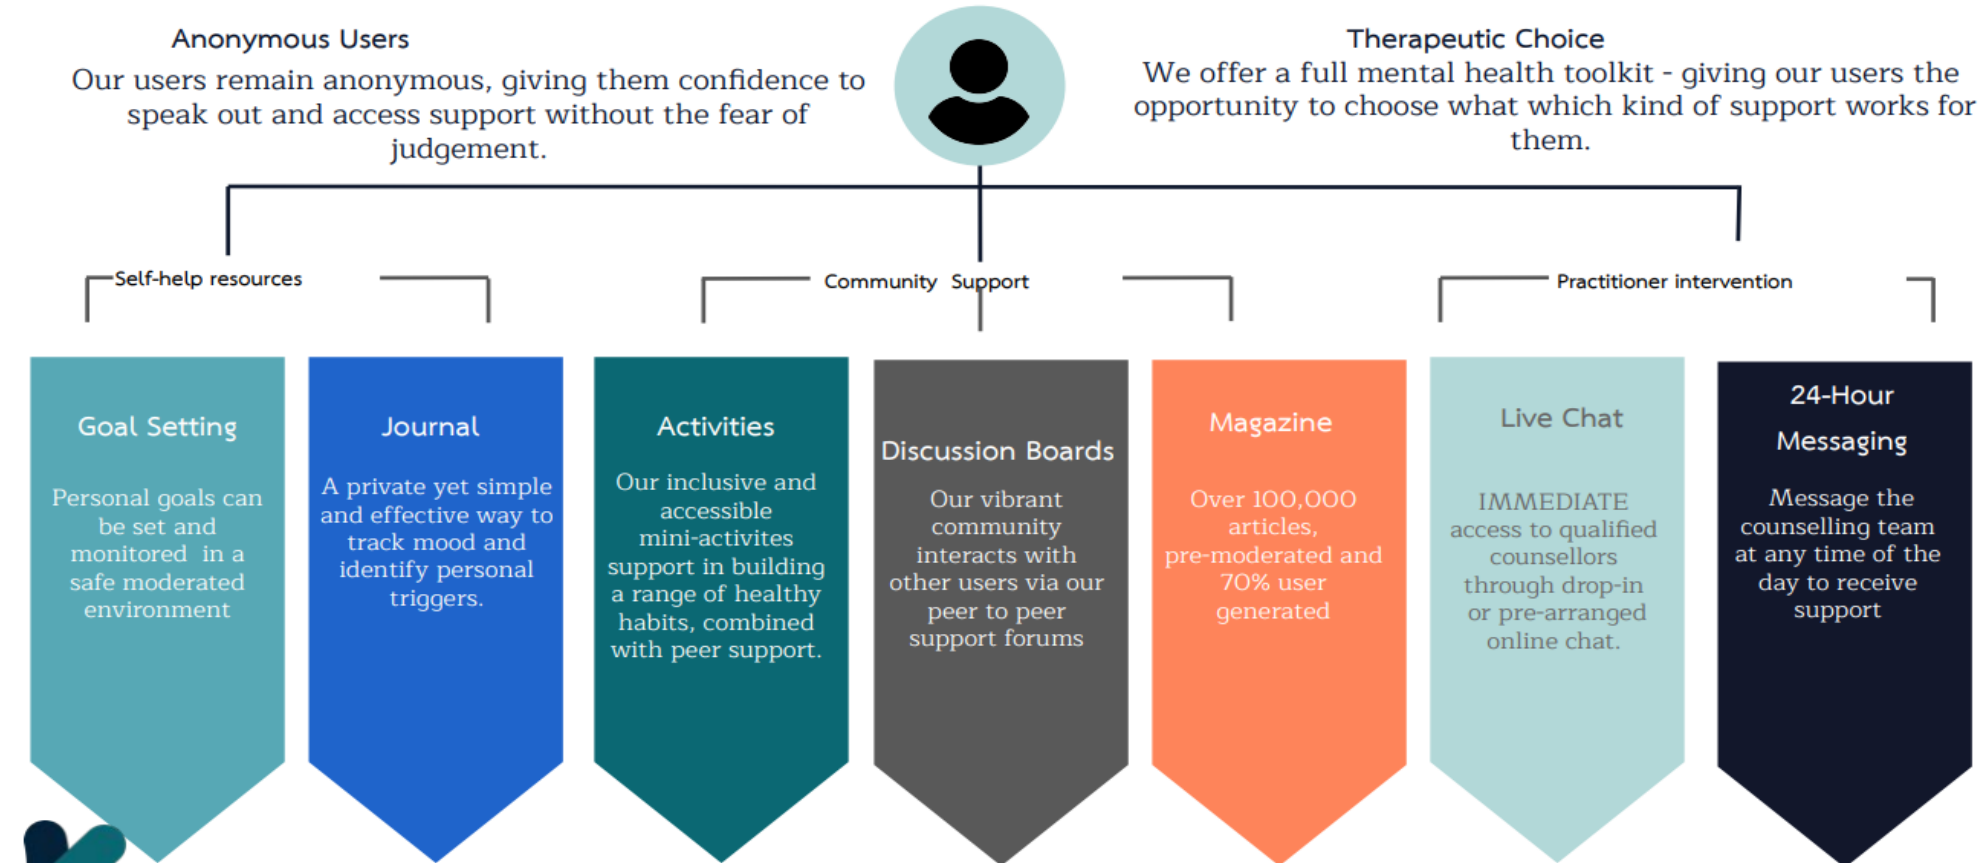 Anonymous Users
Our users remain anonymous, giving them confidence to
speak out and access support without the fear of
judgement.
Therapeutic Choice
We offer a full mental health toolkit - giving our users the
opportunity to choose what which kind of support works for
them.
Self-help resources
Community Support
Practitioner intervention
Goal Setting
Personal goals can
be set and
monitored in a
safe moderated
environment
Journal
A private yet simple
and effective way to
track mood and
identify personal
triggers.
Activities
Our inclusive and
accessible
mini-activites
support in building
a range of healthy
habits, combined
with peer support.
Discussion Boards
Our vibrant
community
interacts with
other users via our
peer to peer
support forums
Magazine
Over 100,000
articles,
pre-moderated and
70% user
generated
Live Chat
IMMEDIATE
access to qualified
counsellors
through drop-in
or pre-arranged
online chat.
24-Hour
Messaging
Message the
counselling team
at any time of the
day to receive
support